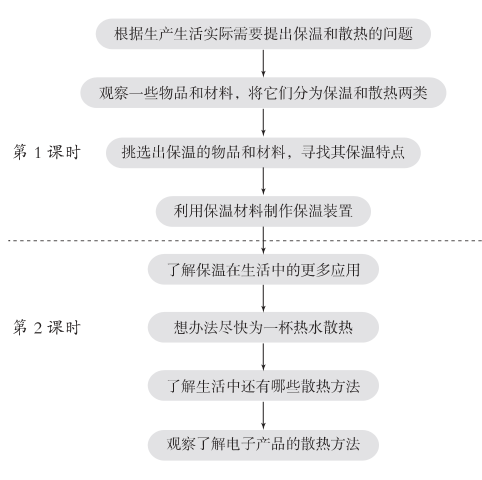 根据生产生活实际需要提出保温和散热的问题
观察一些物品和材料，将它们分为保温和散热两类
第1课时
挑选出保温的物品和材料，寻找其保温特点
利用保温材料制作保温装置
了解保温在生活中的更多应用
第2课时
想办法尽快为一杯热水散热
了解生活中还有哪些散热方法
观察了解电子产品的散热方法